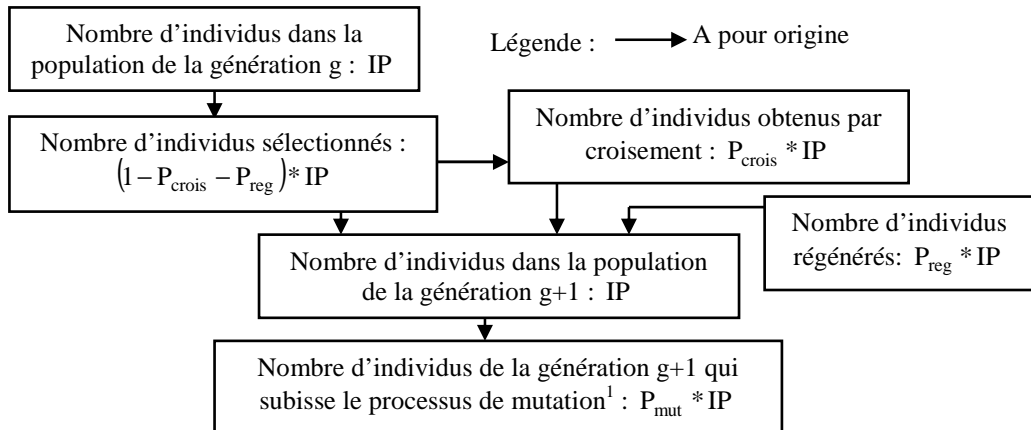 Nombre d'individus dans la
population de la génération g : IP
Légende : A pour origine
Nombre d'individus sélectionnés :
(1 − P_crois − P_reg) * IP
Nombre d'individus obtenus par
croisement : P_crois * IP
Nombre d'individus
régénérés: P_reg * IP
Nombre d'individus dans la population
de la génération g+1 : IP
Nombre d'individus de la génération g+1 qui
subisse le processus de mutation¹ : P_mut * IP